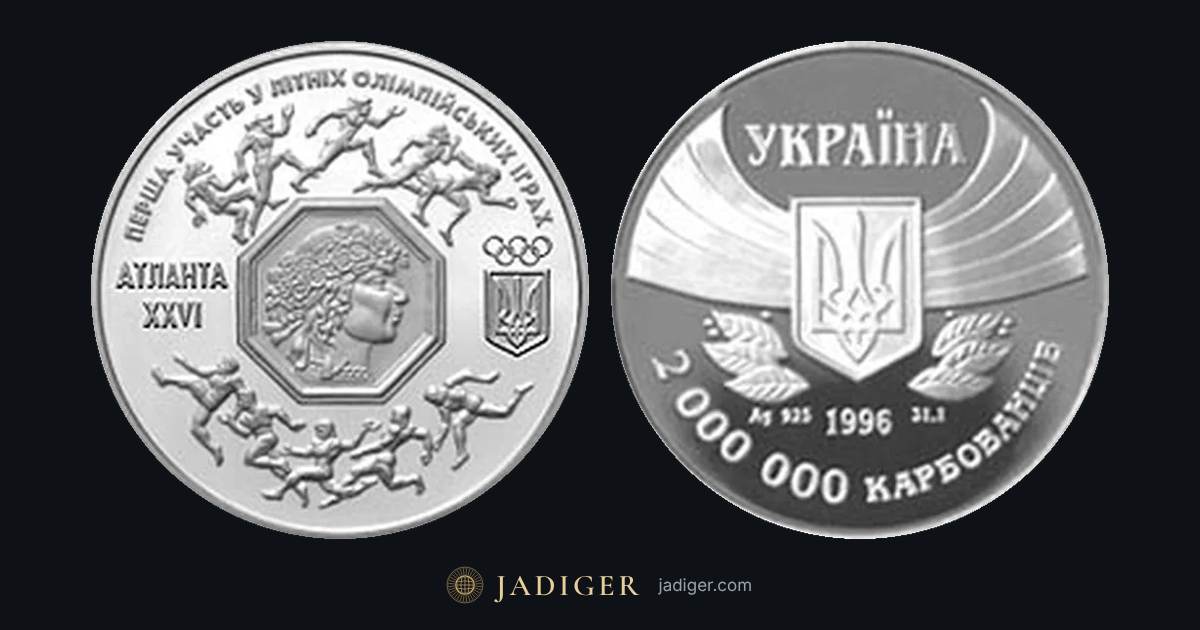 ПЕРША УЧАСТЬ У ЛІТНІХ ОЛІМПІЙСЬКИХ ІГРАХ
АТЛАНТА
XXVI
УКРАЇНА
Ag 925 1996 31.1
2 000 000 КАРБОВАНЦІВ
JADIGER jadiger.com